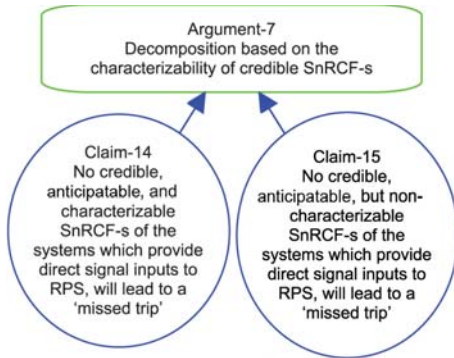 Argument-7
Decomposition based on the
characterizability of credible SnRCF-s
Claim-14
No credible,
anticipatable, and
characterizable
SnRCF-s of the
systems which provide
direct signal inputs to
RPS, will lead to a
‘missed trip’
Claim-15
No credible,
anticipatable, but non-
characterizable
SnRCF-s of the
systems which provide
direct signal inputs to
RPS, will lead to a
‘missed trip’